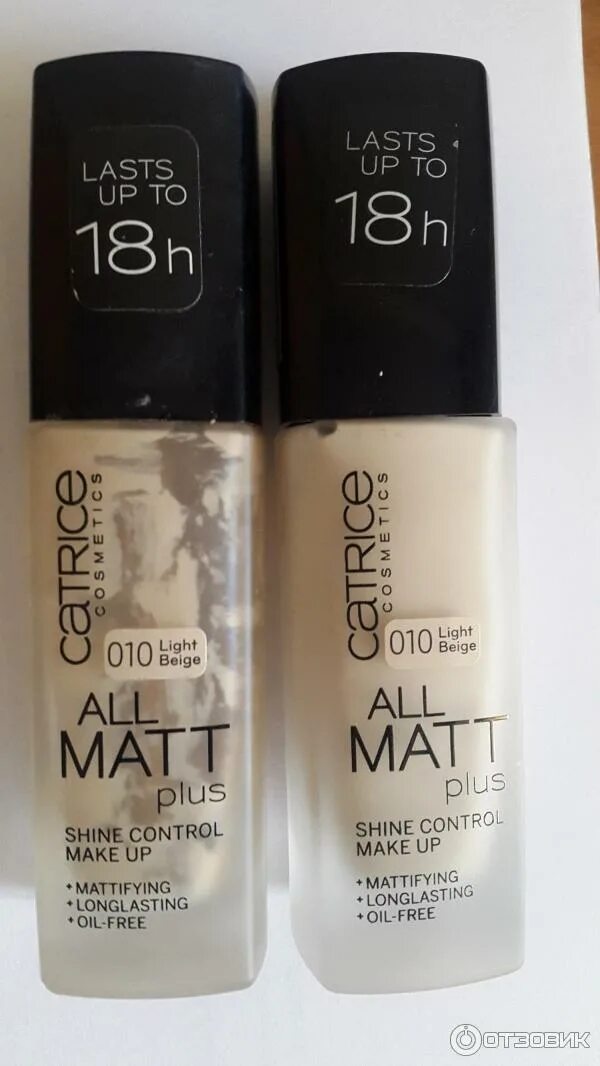 LASTS
UP TO
18h
CATRICE
COSMETICS
010 Light
Beige
ALL
MATT
plus
SHINE CONTROL
MAKE UP
+ MATTIFYING
+ LONGLASTING
+ OIL-FREE
LASTS
UP TO
18h
CATRICE
COSMETICS
010 Light
Beige
ALL
MATT
plus
SHINE CONTROL
MAKE UP
+ MATTIFYING
+ LONGLASTING
+ OIL-FREE
ОТЗОВИК